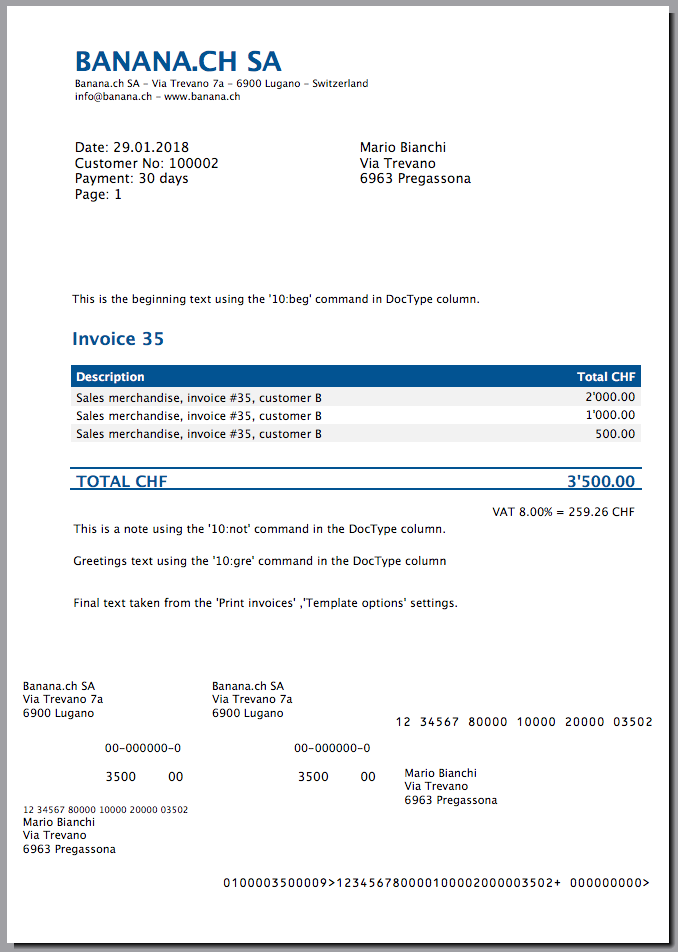 BANANA.CH SA
Banana.ch SA – Via Trevano 7a – 6900 Lugano – Switzerland
info@banana.ch – www.banana.ch
Date: 29.01.2018
Customer No: 100002
Payment: 30 days
Page: 1
Mario Bianchi
Via Trevano
6963 Pregassona
This is the beginning text using the '10:beg' command in DocType column.
Invoice 35
Description Total CHF
Sales merchandise, invoice #35, customer B 2'000.00
Sales merchandise, invoice #35, customer B 1'000.00
Sales merchandise, invoice #35, customer B 500.00
TOTAL CHF 3'500.00
VAT 8.00% = 259.26 CHF
This is a note using the '10:not' command in the DocType column.
Greetings text using the '10:gre' command in the DocType column
Final text taken from the 'Print invoices' ,'Template options' settings.
Banana.ch SA
Via Trevano 7a
6900 Lugano
00-000000-0
3500 00
12 34567 80000 10000 20000 03502
Mario Bianchi
Via Trevano
6963 Pregassona
Banana.ch SA
Via Trevano 7a
6900 Lugano
00-000000-0
3500 00
12 34567 80000 10000 20000 03502
Mario Bianchi
Via Trevano
6963 Pregassona
0100003500009>123456780000100002000003502+ 000000000>